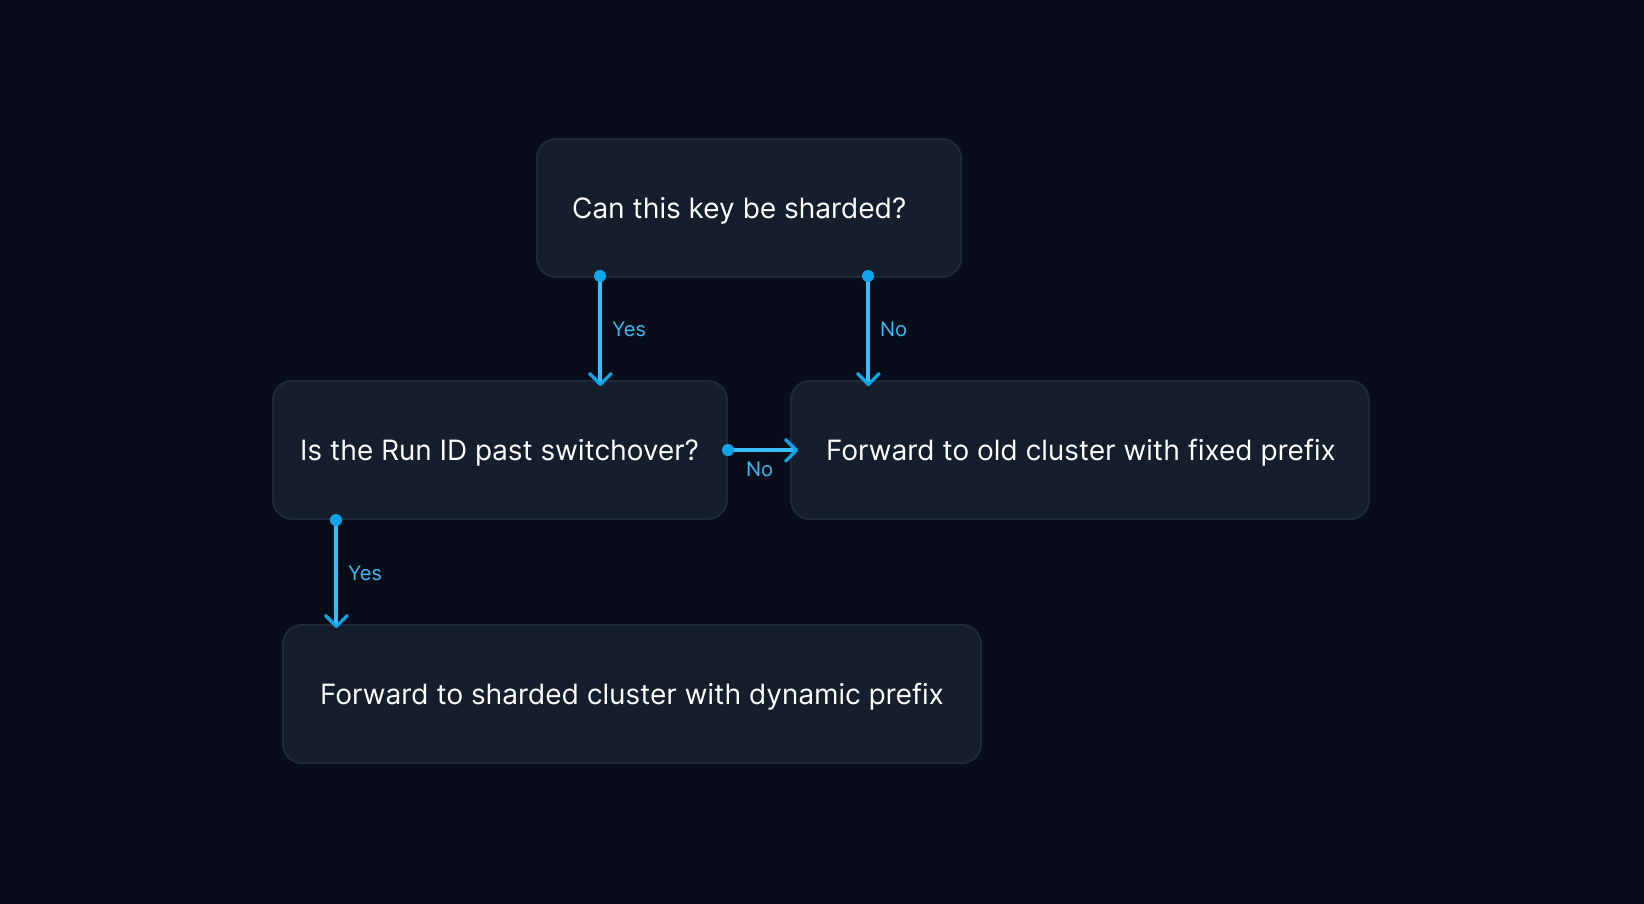 Can this key be sharded?
Yes
No
Is the Run ID past switchover?
No
Forward to old cluster with fixed prefix
Yes
Forward to sharded cluster with dynamic prefix